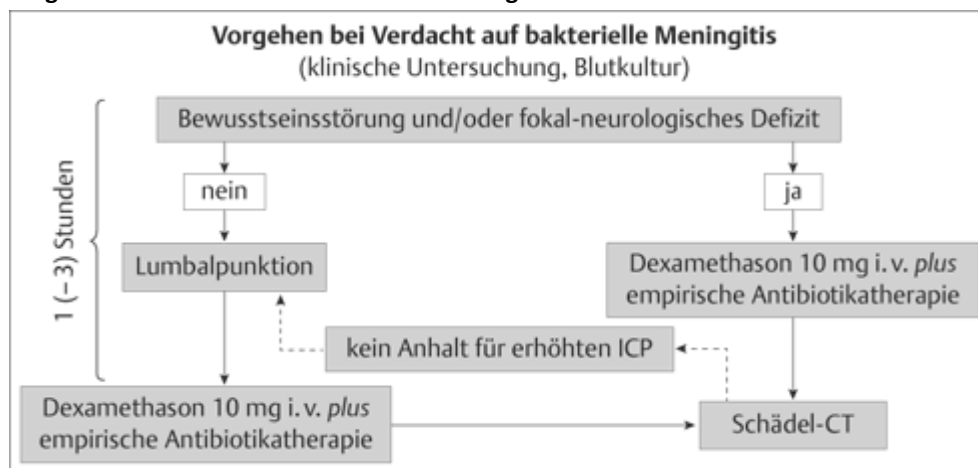 Vorgehen bei Verdacht auf bakterielle Meningitis
(klinische Untersuchung, Blutkultur)
Bewusstseinsstörung und/oder fokal-neurologisches Defizit
nein
ja
1 (– 3) Stunden
Lumbalpunktion
Dexamethason 10 mg i. v. plus
empirische Antibiotikatherapie
kein Anhalt für erhöhten ICP
Dexamethason 10 mg i. v. plus
empirische Antibiotikatherapie
Schädel-CT